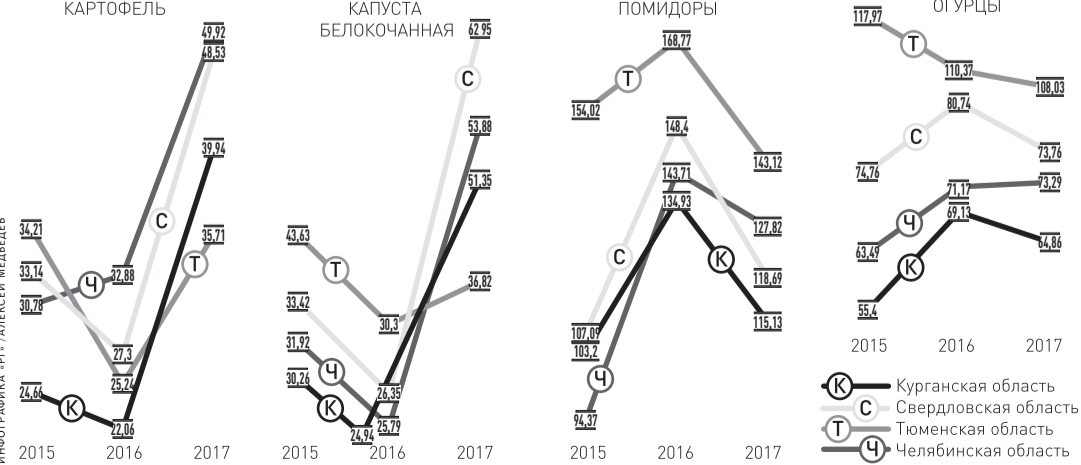 КАРТОФЕЛЬ
49,92
48,53
39,94
34,21
35,71
33,14
32,88
30,78
27,3
25,24
24,66
22,06
С
Т
Ч
К
2015 2016 2017
КАПУСТА
БЕЛОКОЧАННАЯ
62 95
53,88
51,35
43,63
36,82
33,42
30,3
31,92
30,26
26,35
25,79
24,94
С
Т
Ч
К
2015 2016 2017
ПОМИДОРЫ
168,77
154,02
148,4
143,12
143,71
134,93
127,82
118,69
115,13
107,09
103,2
94,37
Т
С
К
Ч
2015 2016 2017
ОГУРЦЫ
117,97
110,37
108,03
80,74
74,76
73,76
71,17
73,29
69,13
63,49
64,86
55,4
Т
С
Ч
К
2015 2016 2017
К Курганская область
С Свердловская область
Т Тюменская область
Ч Челябинская область
ИНФОГРАФИКА «РГ» /АЛЕКСЕЙ МЕДВЕДЕВ